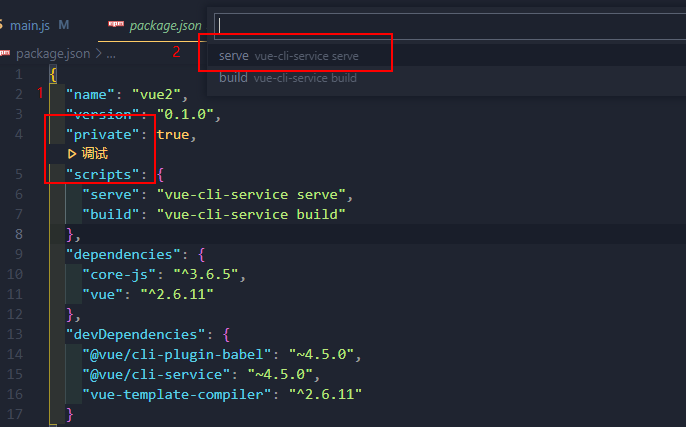 main.js M npm package.json
2
serve vue-cli-service serve
build vue-cli-service build
npm package.json > ...
1 {
1
2 "name": "vue2",
3 "version": "0.1.0",
4 "private": true,
调试
5 "scripts": {
6 "serve": "vue-cli-service serve",
7 "build": "vue-cli-service build"
8 },
9 "dependencies": {
10 "core-js": "^3.6.5",
11 "vue": "^2.6.11"
12 },
13 "devDependencies": {
14 "@vue/cli-plugin-babel": "~4.5.0",
15 "@vue/cli-service": "~4.5.0",
16 "vue-template-compiler": "^2.6.11"
17 }